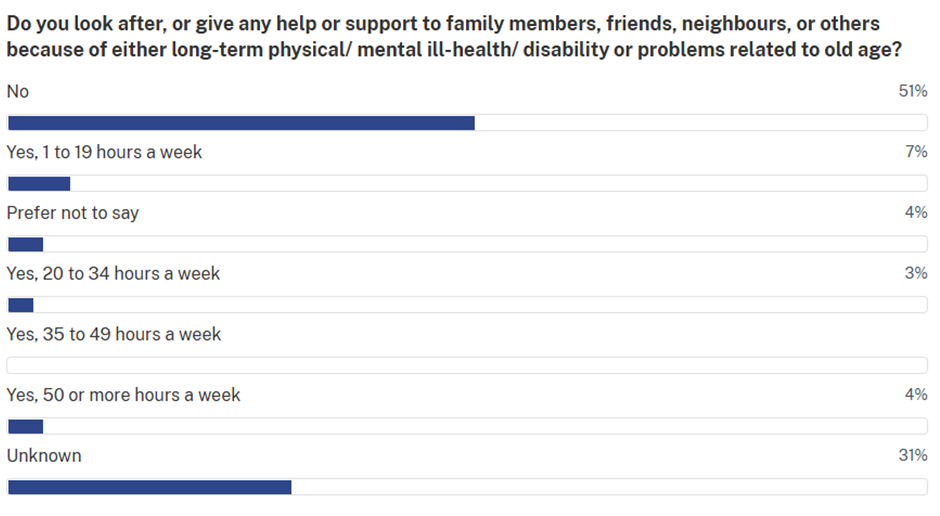 Do you look after, or give any help or support to family members, friends, neighbours, or others
because of either long-term physical/ mental ill-health/ disability or problems related to old age?
No 51%
Yes, 1 to 19 hours a week 7%
Prefer not to say 4%
Yes, 20 to 34 hours a week 3%
Yes, 35 to 49 hours a week
Yes, 50 or more hours a week 4%
Unknown 31%